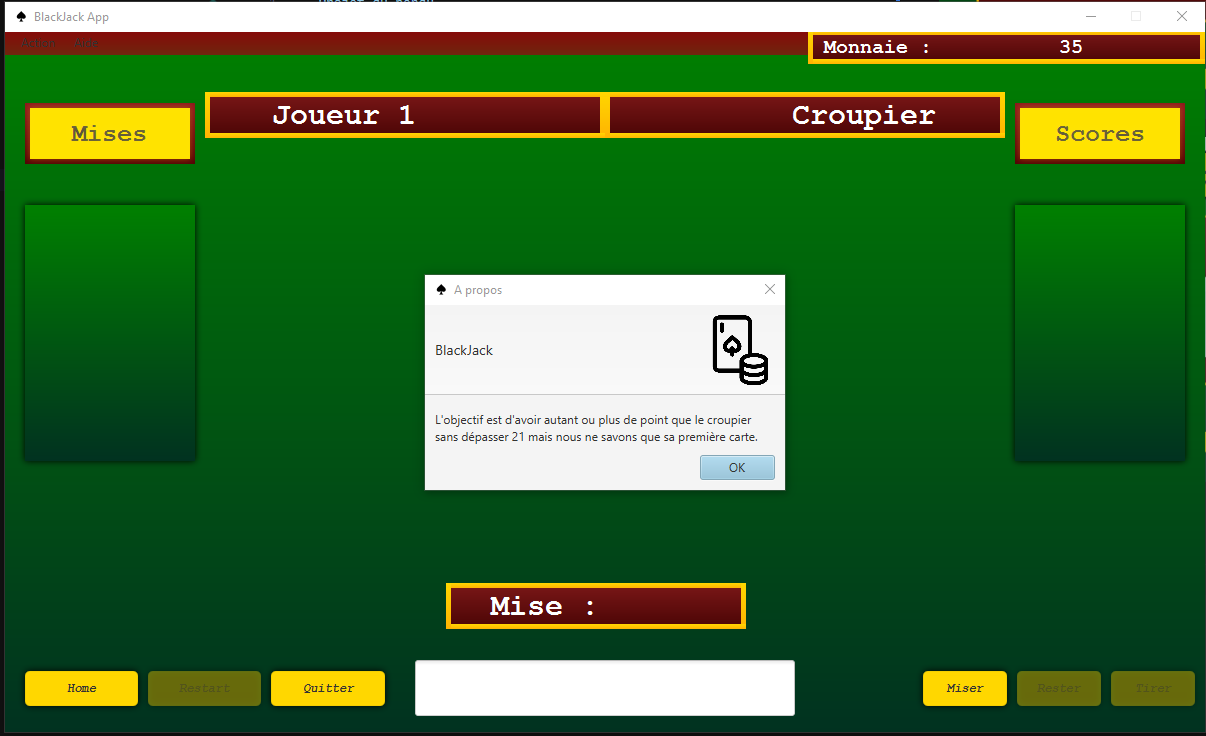 BlackJack App
Action Aide
Monnaie : 35
Joueur 1 Croupier
Mises
Scores
A propos
BlackJack
L'objectif est d'avoir autant ou plus de point que le croupier
sans dépasser 21 mais nous ne savons que sa première carte.
OK
Mise :
Home Restart Quitter
Miser Rester Tirer